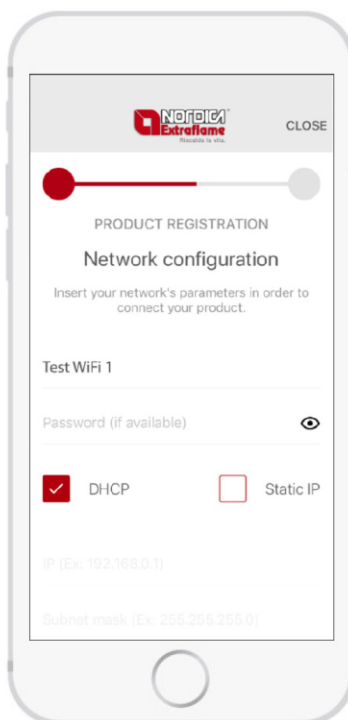 NORDICA
Extraflame
Riscalda la vita.
CLOSE
PRODUCT REGISTRATION
Network configuration
Insert your network's parameters in order to
connect your product.
Test WiFi 1
Password (if available)
DHCP Static IP
IP (Ex: 192.168.0.1)
Subnet mask (Ex: 255.255.255.0)